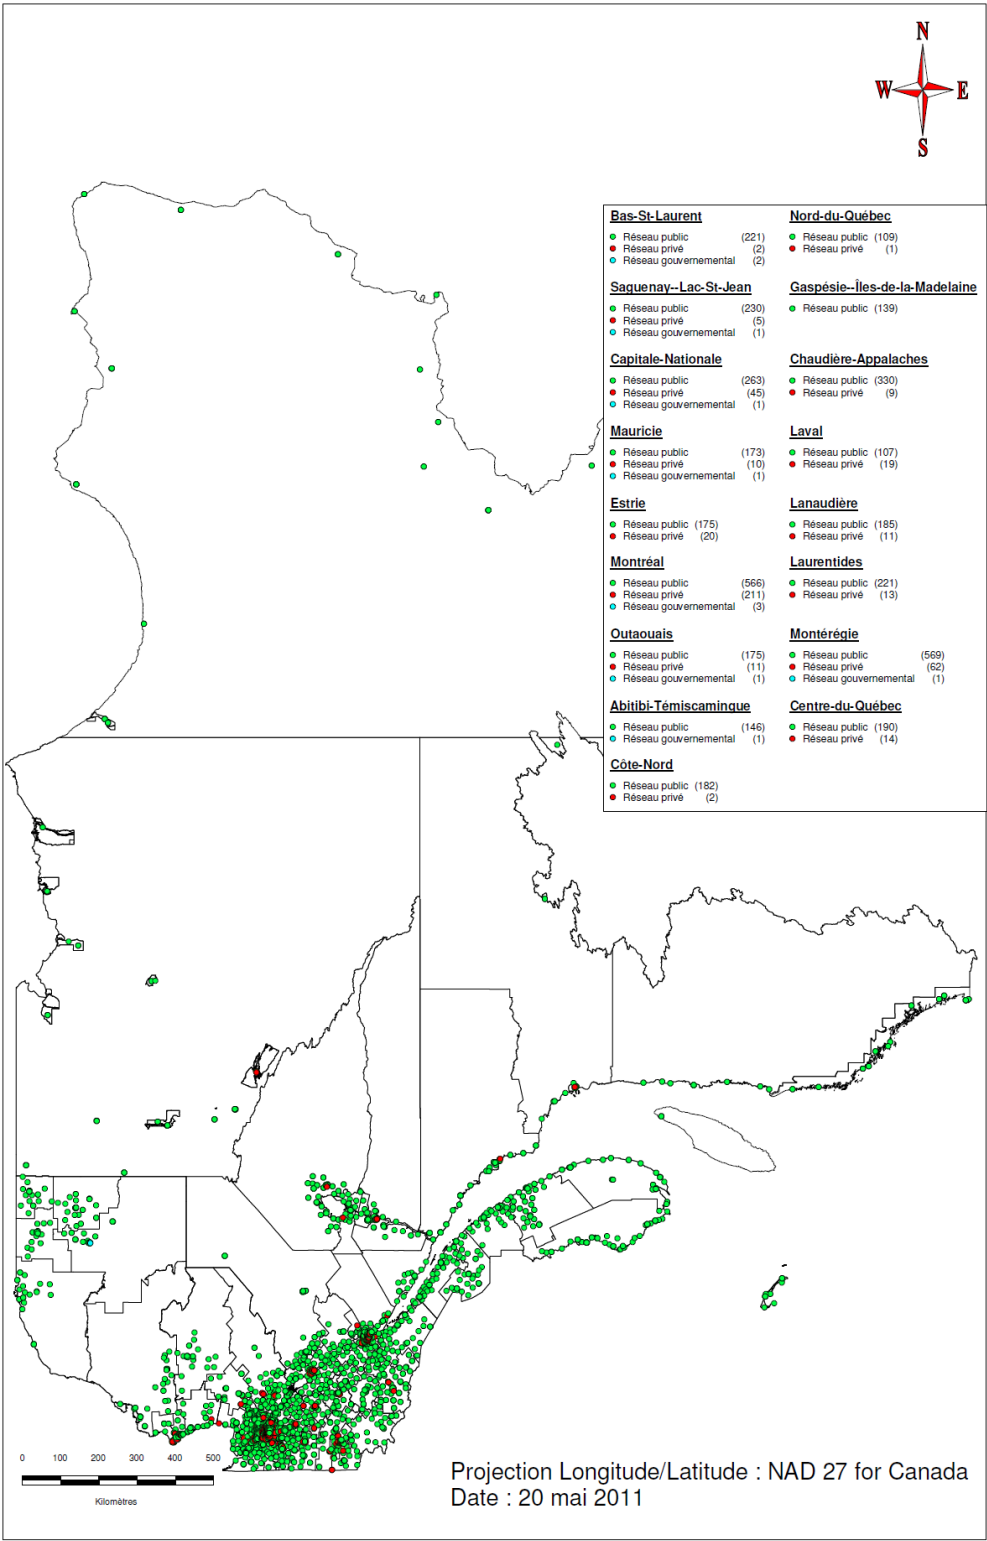 N
W E
S
Bas-St-Laurent
Réseau public (221)
Réseau privé (2)
Réseau gouvernemental (2)
Saguenay--Lac-St-Jean
Réseau public (230)
Réseau privé (5)
Réseau gouvernemental (1)
Capitale-Nationale
Réseau public (263)
Réseau privé (45)
Réseau gouvernemental (1)
Mauricie
Réseau public (173)
Réseau privé (10)
Réseau gouvernemental (1)
Estrie
Réseau public (175)
Réseau privé (20)
Montréal
Réseau public (566)
Réseau privé (211)
Réseau gouvernemental (3)
Outaouais
Réseau public (175)
Réseau privé (11)
Réseau gouvernemental (1)
Abitibi-Témiscamingue
Réseau public (146)
Réseau gouvernemental (1)
Côte-Nord
Réseau public (182)
Réseau privé (2)
Nord-du-Québec
Réseau public (109)
Réseau privé (1)
Gaspésie--Îles-de-la-Madelaine
Réseau public (139)
Chaudière-Appalaches
Réseau public (330)
Réseau privé (9)
Laval
Réseau public (107)
Réseau privé (19)
Lanaudière
Réseau public (185)
Réseau privé (11)
Laurentides
Réseau public (221)
Réseau privé (13)
Montérégie
Réseau public (569)
Réseau privé (62)
Réseau gouvernemental (1)
Centre-du-Québec
Réseau public (190)
Réseau privé (14)
0 100 200 300 400 500
Kilomètres
Projection Longitude/Latitude : NAD 27 for Canada
Date : 20 mai 2011